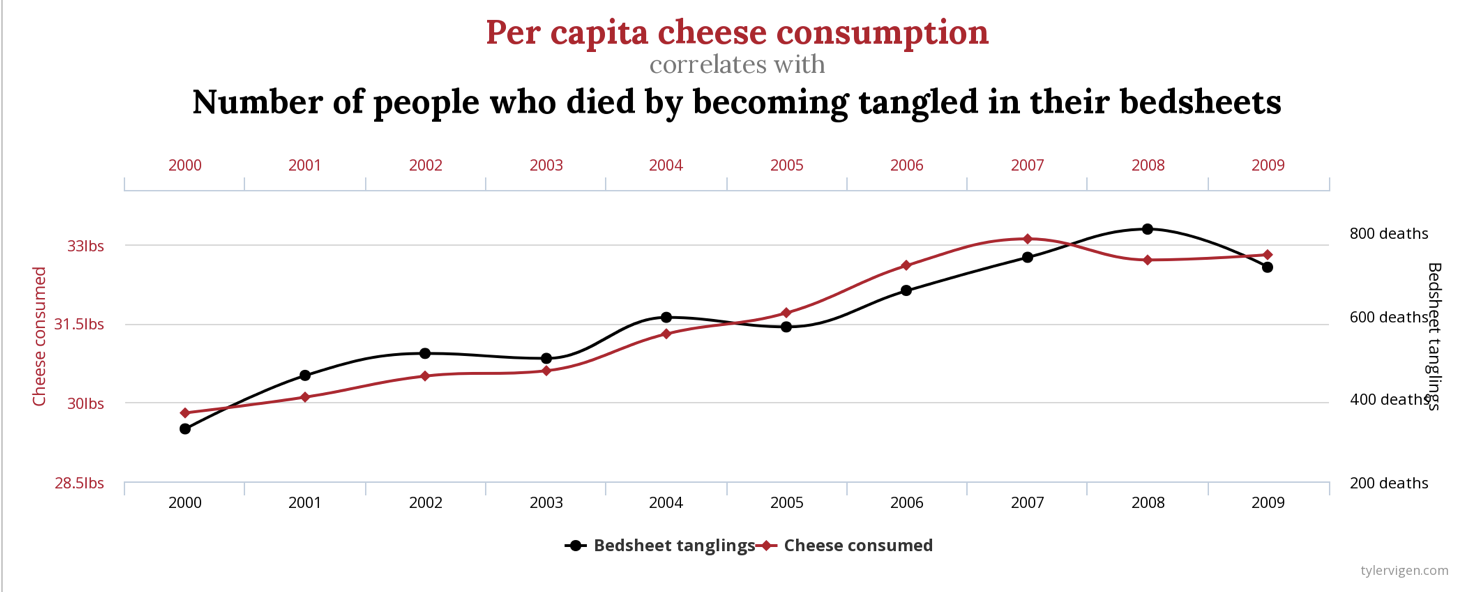 Per capita cheese consumption
correlates with
Number of people who died by becoming tangled in their bedsheets
2000 2001 2002 2003 2004 2005 2006 2007 2008 2009
Cheese consumed
33lbs
31.5lbs
30lbs
28.5lbs
800 deaths
600 deaths
400 deaths
200 deaths
Bedsheet tanglings
2000 2001 2002 2003 2004 2005 2006 2007 2008 2009
Bedsheet tanglings Cheese consumed
tylervigen.com